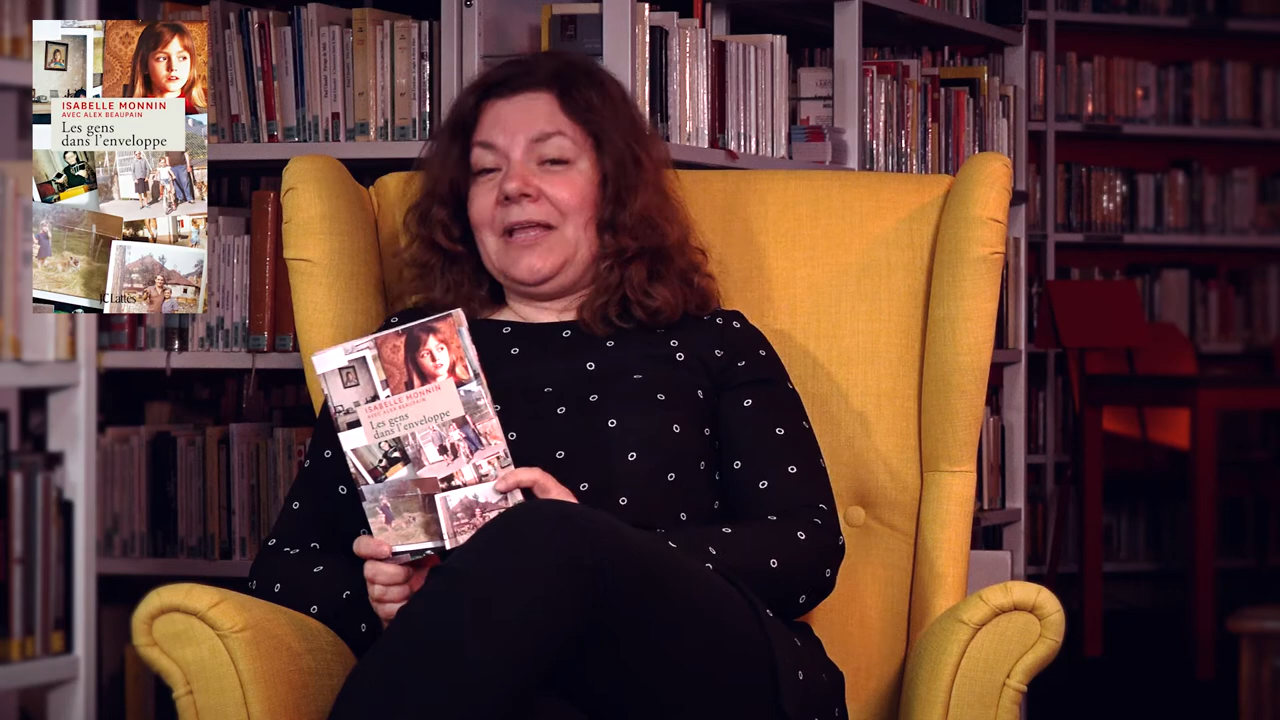 ISABELLE MONNIN
AVEC ALEX BEAUPAIN
Les gens
dans l'enveloppe
JCLattès
ISABELLE MONNIN
AVEC ALEX BEAUPAIN
Les gens
dans l'enveloppe